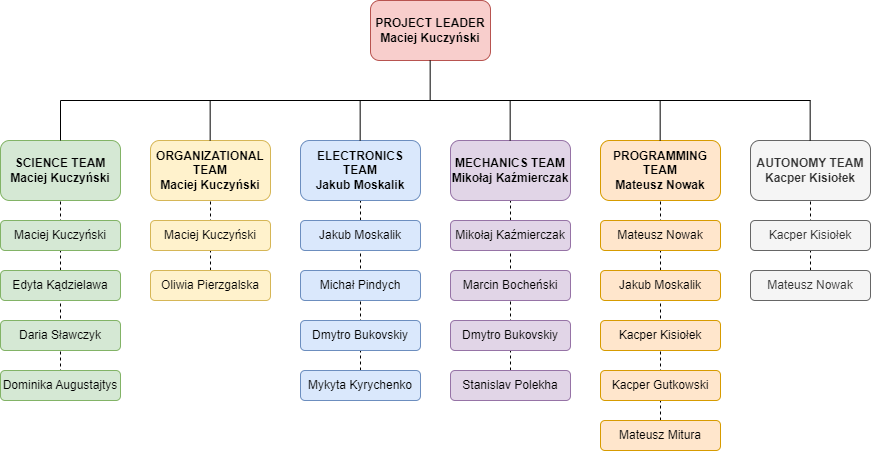 PROJECT LEADER
Maciej Kuczyński
SCIENCE TEAM
Maciej Kuczyński
Maciej Kuczyński
Edyta Kądzielawa
Daria Sławczyk
Dominika Augustajtys
ORGANIZATIONAL
TEAM
Maciej Kuczyński
Maciej Kuczyński
Oliwia Pierzgalska
ELECTRONICS
TEAM
Jakub Moskalik
Jakub Moskalik
Michał Pindych
Dmytro Bukovskiy
Mykyta Kyrychenko
MECHANICS TEAM
Mikołaj Kaźmierczak
Mikołaj Kaźmierczak
Marcin Bocheński
Dmytro Bukovskiy
Stanislav Polekha
PROGRAMMING
TEAM
Mateusz Nowak
Mateusz Nowak
Jakub Moskalik
Kacper Kisiołek
Kacper Gutkowski
Mateusz Mitura
AUTONOMY TEAM
Kacper Kisiołek
Kacper Kisiołek
Mateusz Nowak